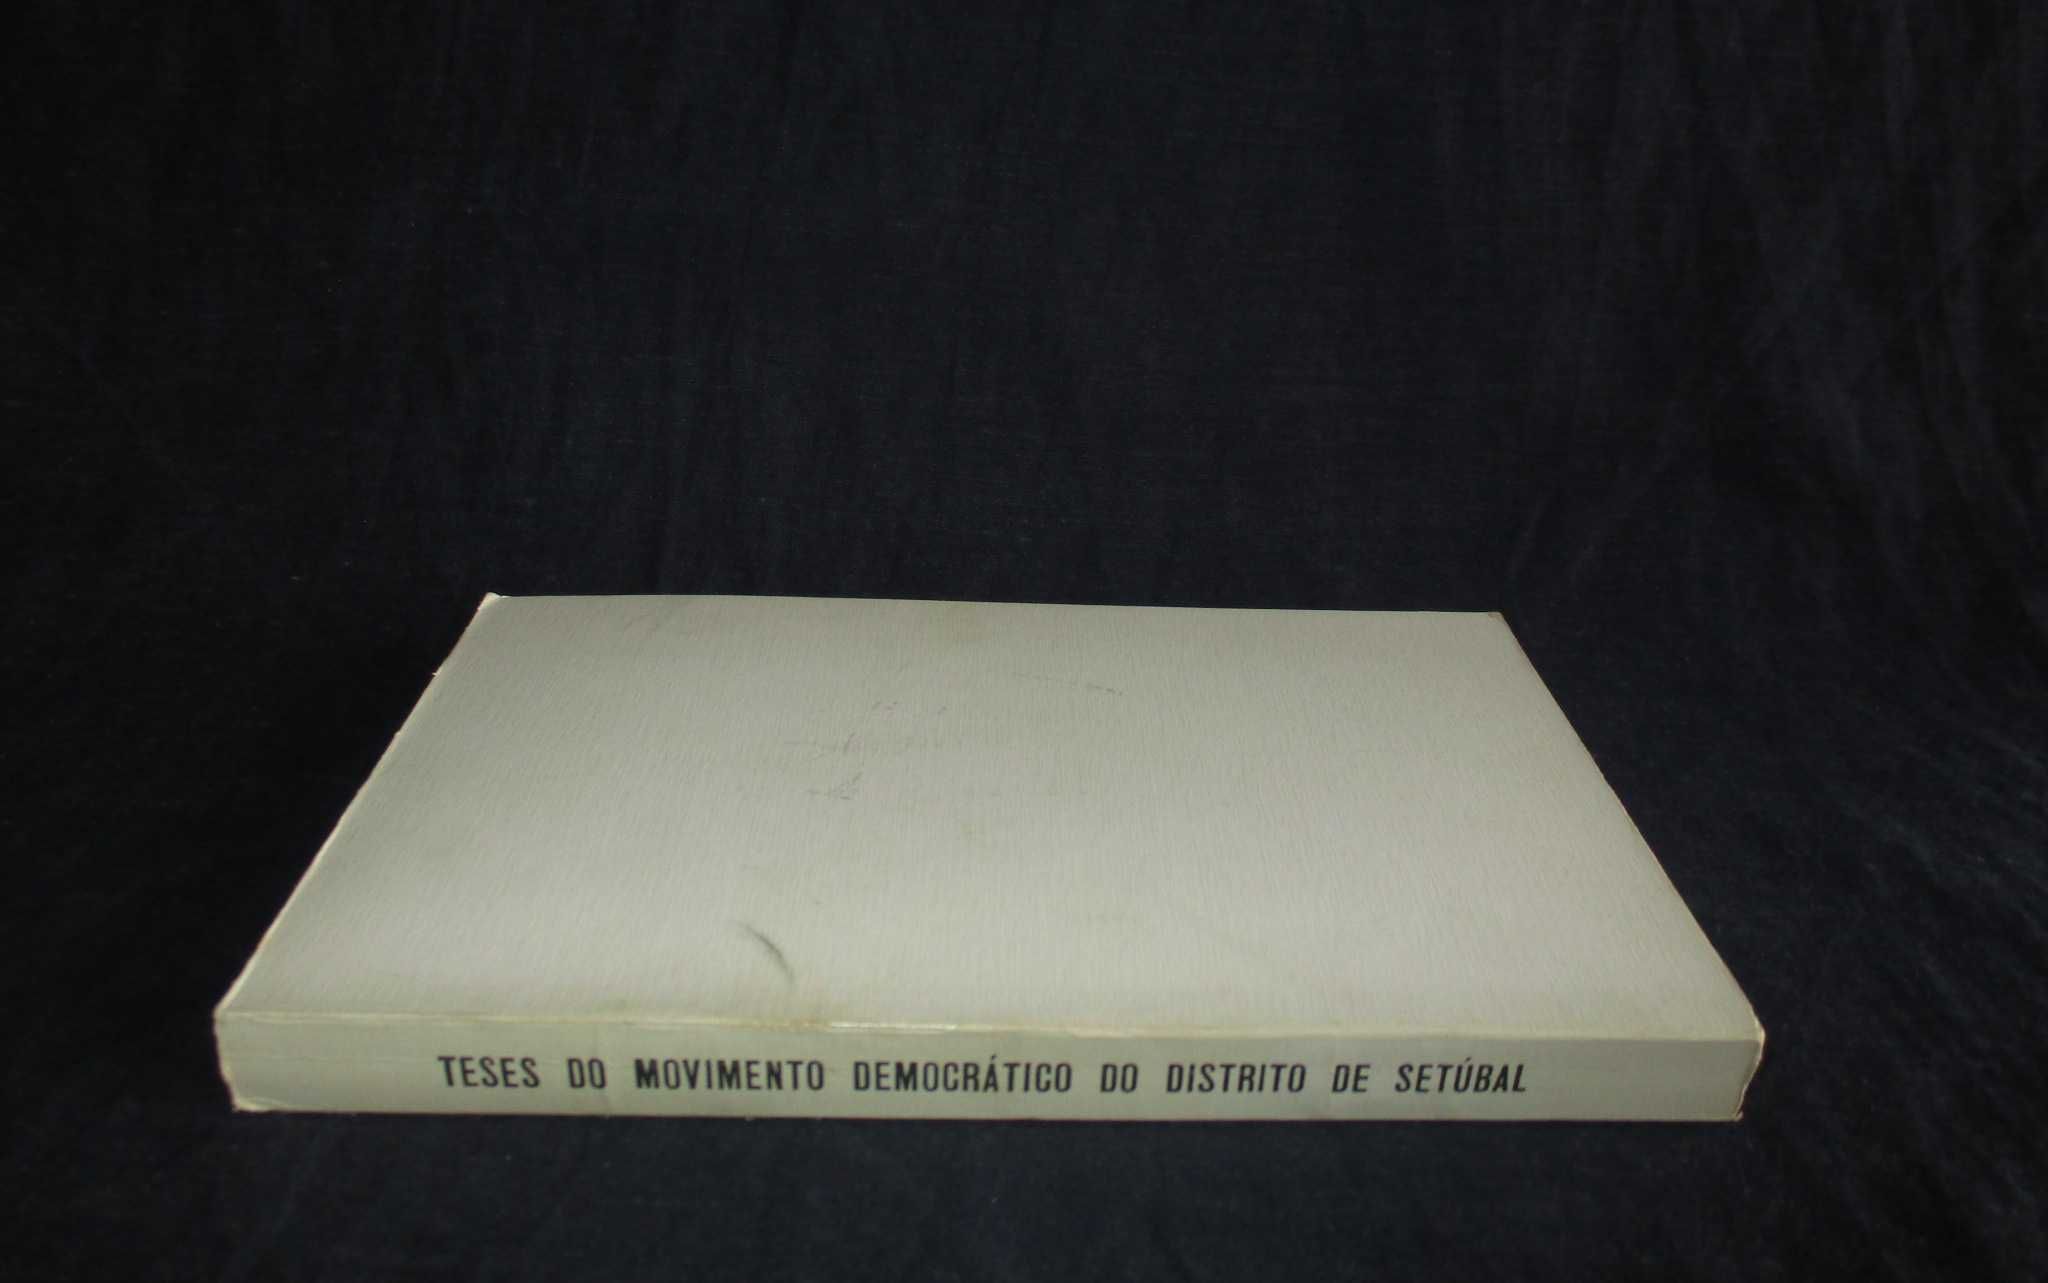 TESES DO MOVIMENTO DEMOCRÁTICO DO DISTRITO DE SETÚBAL